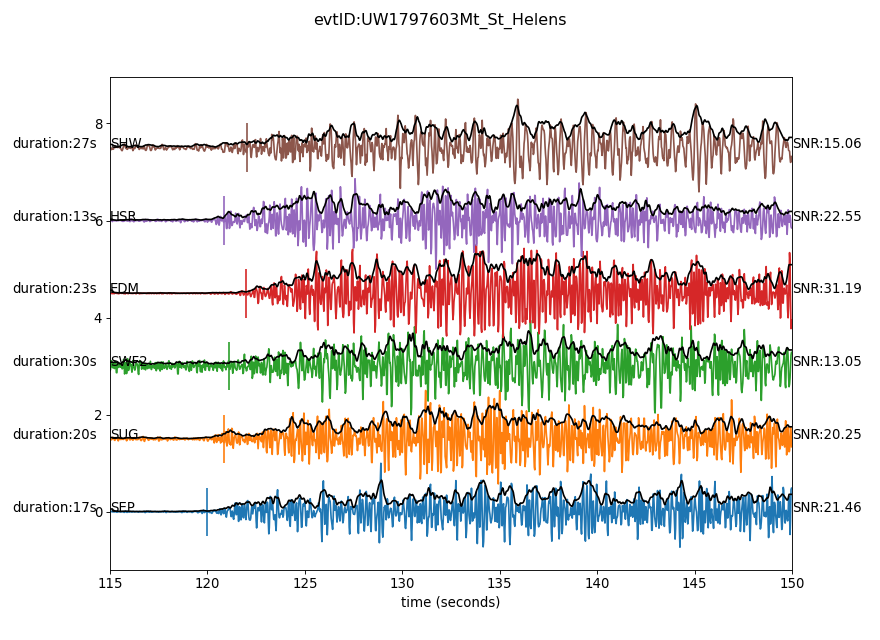 evtID:UW1797603Mt_St_Helens
8
duration:27s SHW SNR:15.06
duration:13s HSR SNR:22.55
6
duration:23s EDM SNR:31.19
4
duration:30s SWF2 SNR:13.05
2
duration:20s SUG SNR:20.25
duration:17s SEP SNR:21.46
0
115 120 125 130 135 140 145 150
time (seconds)